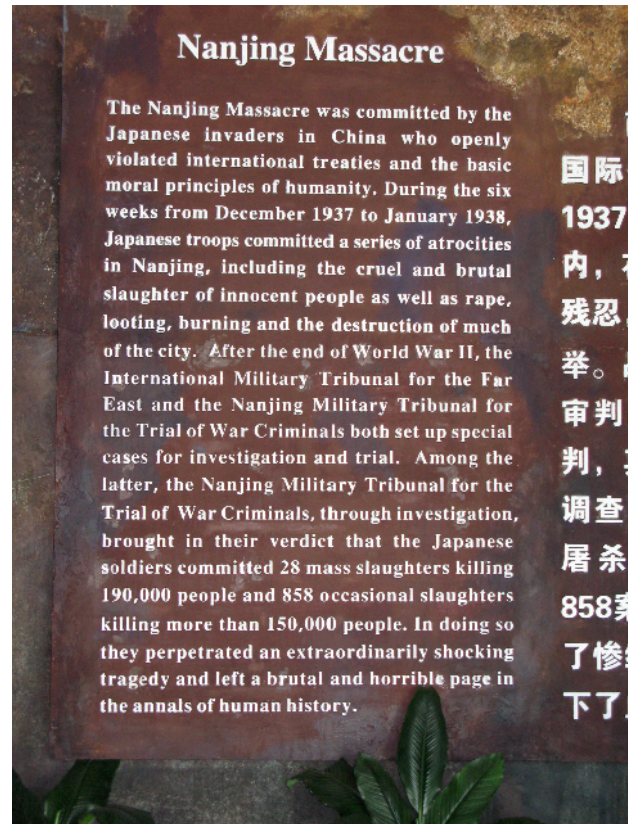 Nanjing Massacre
The Nanjing Massacre was committed by the
Japanese invaders in China who openly
violated international treaties and the basic
moral principles of humanity. During the six
weeks from December 1937 to January 1938,
Japanese troops committed a series of atrocities
in Nanjing, including the cruel and brutal
slaughter of innocent people as well as rape,
looting, burning and the destruction of much
of the city. After the end of World War II, the
International Military Tribunal for the Far
East and the Nanjing Military Tribunal for
the Trial of War Criminals both set up special
cases for investigation and trial. Among the
latter, the Nanjing Military Tribunal for the
Trial of War Criminals, through investigation,
brought in their verdict that the Japanese
soldiers committed 28 mass slaughters killing
190,000 people and 858 occasional slaughters
killing more than 150,000 people. In doing so
they perpetrated an extraordinarily shocking
tragedy and left a brutal and horrible page in
the annals of human history.
国际
1937
内，
残忍
举。
审判
判，
调查
屠杀
858
了惨
下了